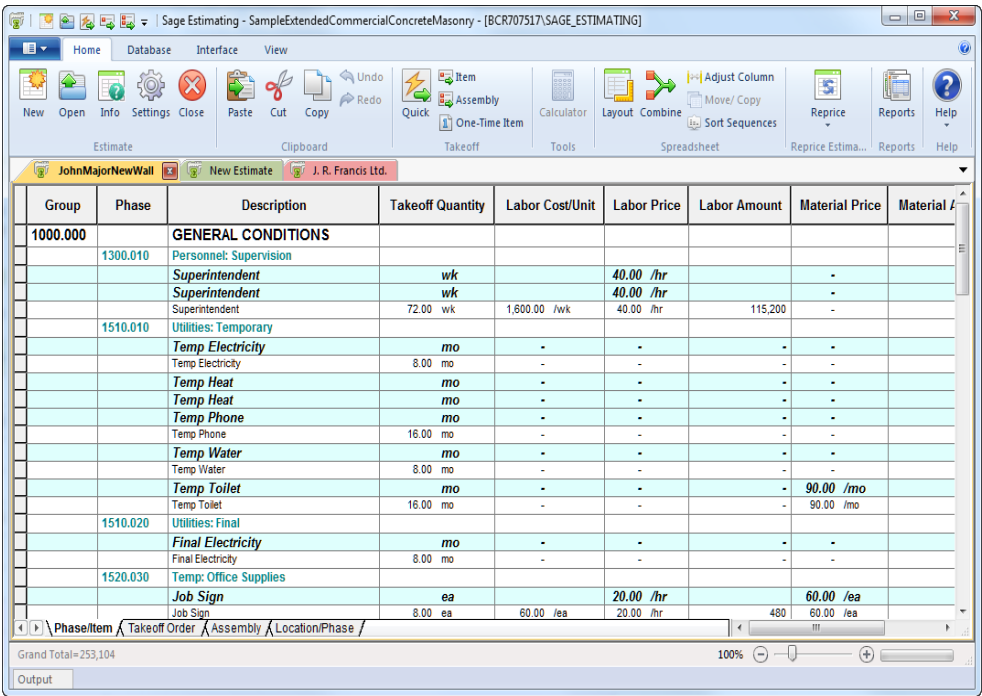 Sage Estimating - SampleExtendedCommercialConcreteMasonry - [BCR707517\SAGE_ESTIMATING]
Home Database Interface View
New Open Info Settings Close Paste Cut Copy Undo Redo Quick Item Assembly One-Time Item Calculator Layout Combine Adjust Column Move/ Copy Sort Sequences Reprice Reports Help
Estimate Clipboard Takeoff Tools Spreadsheet Reprice Estima... Reports Help
JohnMajorNewWall New Estimate J. R. Francis Ltd.
Group Phase Description Takeoff Quantity Labor Cost/Unit Labor Price Labor Amount Material Price Material A
1000.000 GENERAL CONDITIONS
1300.010 Personnel: Supervision
Superintendent wk 40.00 /hr -
Superintendent wk 40.00 /hr -
Superintendent 72.00 wk 1,600.00 /wk 40.00 /hr 115,200 -
1510.010 Utilities: Temporary
Temp Electricity mo - - - -
Temp Electricity 8.00 mo - - - -
Temp Heat mo - - - -
Temp Heat mo - - - -
Temp Phone mo - - - -
Temp Phone 16.00 mo - - - -
Temp Water mo - - - -
Temp Water 8.00 mo - - - -
Temp Toilet mo - - - 90.00 /mo
Temp Toilet 16.00 mo - - - 90.00 /mo
1510.020 Utilities: Final
Final Electricity mo - - - -
Final Electricity 8.00 mo - - - -
1520.030 Temp: Office Supplies
Job Sign ea 20.00 /hr 60.00 /ea
Job Sign 8.00 ea 60.00 /ea 20.00 /hr 480 60.00 /ea
Phase/Item Takeoff Order Assembly Location/Phase
Grand Total=253,104 100%
Output